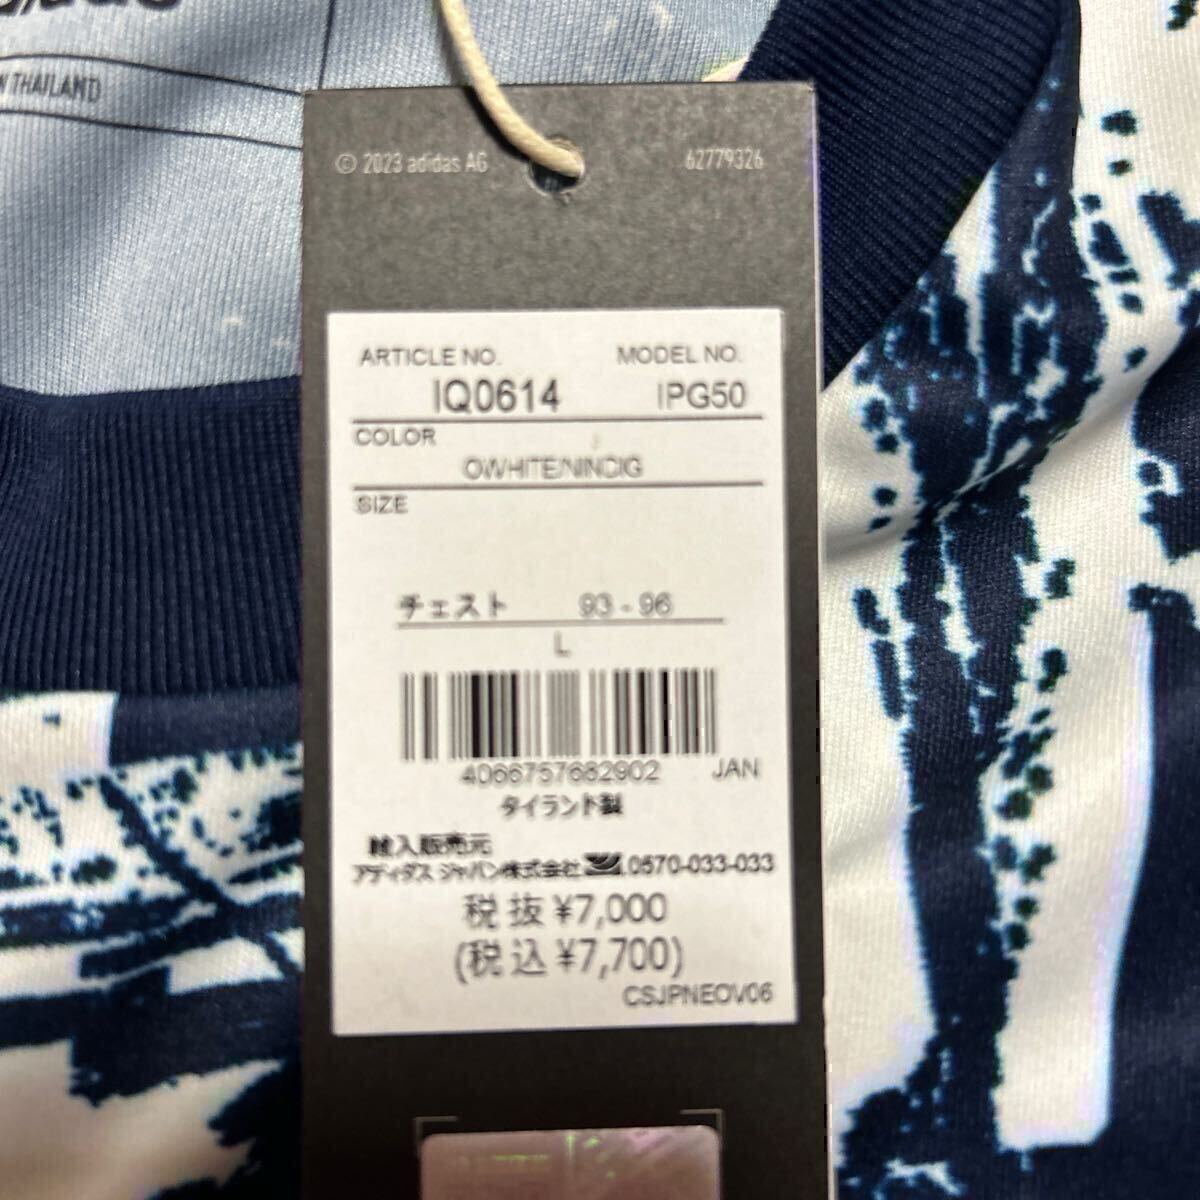 THAILAND
© 2023 adidas AG
62779326
ARTICLE NO. MODEL NO.
IQ0614 IPG50
COLOR
OWHITE/NINDIG
SIZE
チェスト 93 - 96
L
4066757682902 JAN
タイランド製
輸入販売元
アディダス ジャパン株式会社 0570-033-033
税抜 ¥7,000
(税込 ¥7,700)
CSJPNEOV06